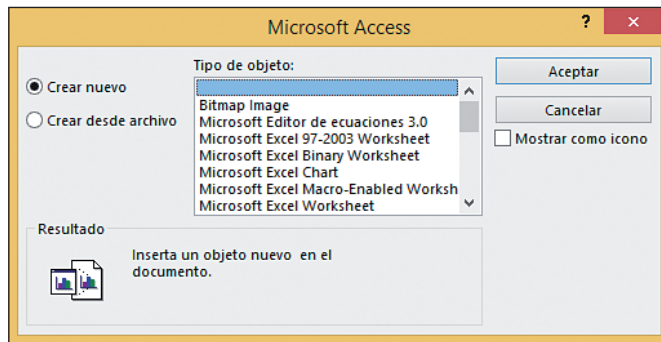 Microsoft Access
? ×
Tipo de objeto:
Crear nuevo
Crear desde archivo
Bitmap Image
Microsoft Editor de ecuaciones 3.0
Microsoft Excel 97-2003 Worksheet
Microsoft Excel Binary Worksheet
Microsoft Excel Chart
Microsoft Excel Macro-Enabled Worksh
Microsoft Excel Worksheet
Aceptar
Cancelar
Mostrar como icono
Resultado
Inserta un objeto nuevo en el
documento.